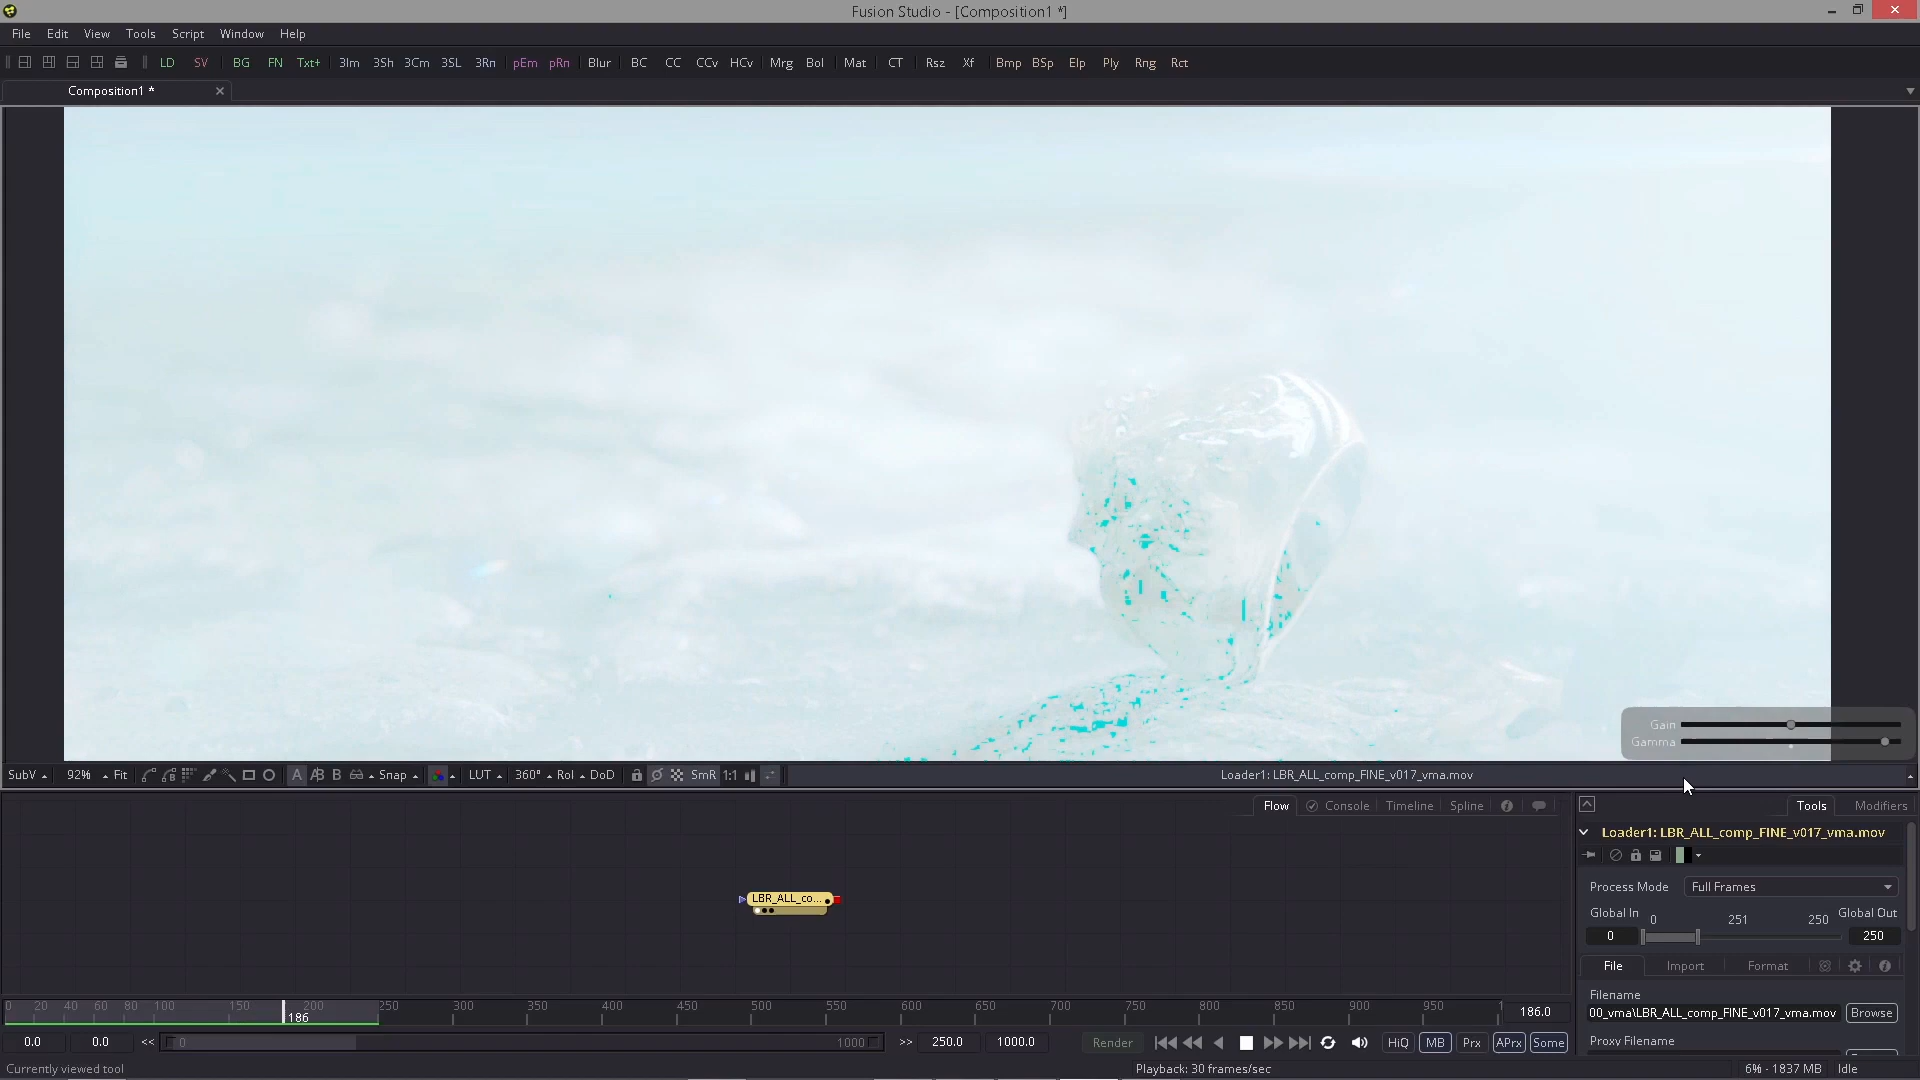 Fusion Studio - [Composition1 *]
File Edit View Tools Script Window Help
LD SV BG FN Txt+ 3Im 3Sh 3Cm 3SL 3Rn pEm pRn Blur BC CC CCv HCv Mrg Bol Mat CT Rsz Xf Bmp BSp Elp Ply Rng Rct
Composition1 *
Gain
Gamma
SubV 92% Fit A AB B Snap LUT 360° RoI DoD SmR 1:1 Loader1: LBR_ALL_comp_FINE_v017_vma.mov
Flow Console Timeline Spline
Tools Modifiers
Loader1: LBR_ALL_comp_FINE_v017_vma.mov
Process Mode Full Frames
Global In 0 251 250 Global Out
0 250
File Import Format
Filename
00_vma\LBR_ALL_comp_FINE_v017_vma.mov Browse
Proxy Filename
LBR_ALL_co...
0 20 40 60 80 100 150 200 250 300 350 400 450 500 550 600 650 700 750 800 850 900 950 1
186
186.0
0.0 0.0 << 0 1000 >> 250.0 1000.0 Render HiQ MB Prx APrx Some
Currently viewed tool Playback: 30 frames/sec 6% - 1837 MB Idle